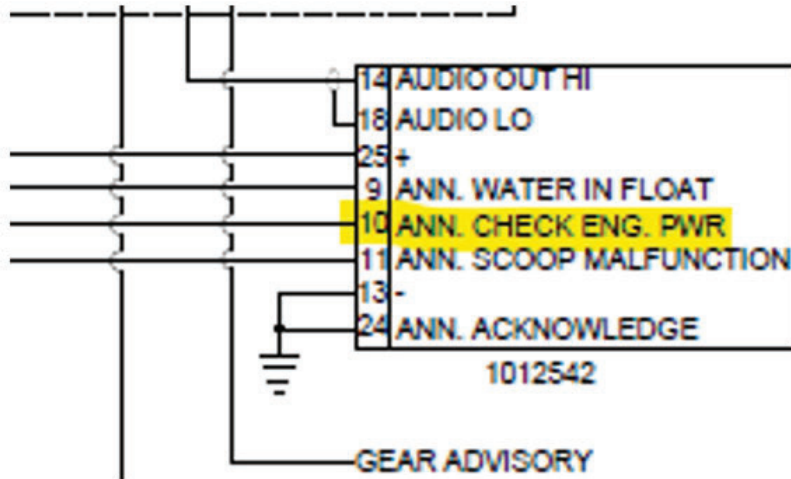 14 AUDIO OUT HI
18 AUDIO LO
25 +
9 ANN. WATER IN FLOAT
10 ANN. CHECK ENG. PWR
11 ANN. SCOOP MALFUNCTION
13 -
24 ANN. ACKNOWLEDGE
1012542
GEAR ADVISORY